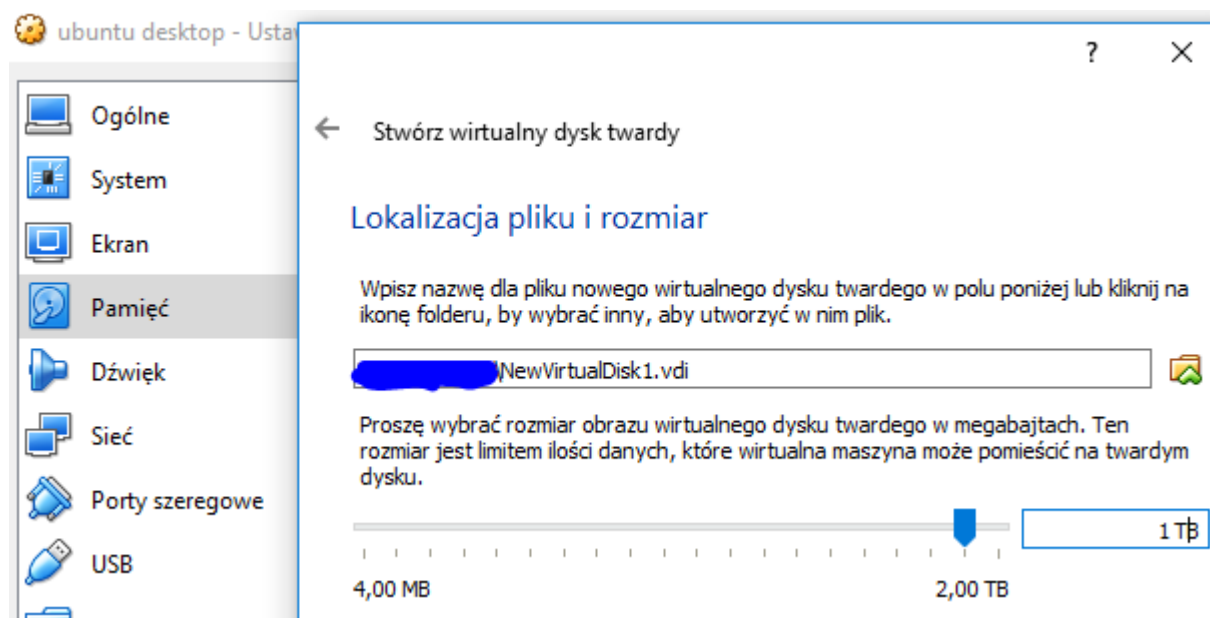 ubuntu desktop - Usta
?
Ogólne
Stwórz wirtualny dysk twardy
System
Lokalizacja pliku i rozmiar
Ekran
Wpisz nazwę dla pliku nowego wirtualnego dysku twardego w polu poniżej lub kliknij na
ikonę folderu, by wybrać inny, aby utworzyć w nim plik.
Pamięć
\NewVirtualDisk1.vdi
Dźwięk
Proszę wybrać rozmiar obrazu wirtualnego dysku twardego w megabajtach. Ten
rozmiar jest limitem ilości danych, które wirtualna maszyna może pomieścić na twardym
dysku.
Sieć
Porty szeregowe
1 TB
USB
4,00 MB
2,00 TB